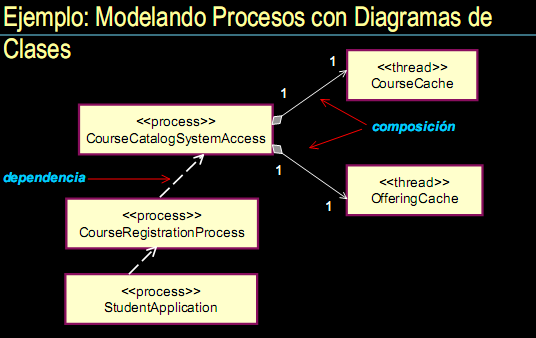 Ejemplo: Modelando Procesos con Diagramas de
Clases
1
<<thread>>
CourseCache
1
<<process>>
CourseCatalogSystemAccess
composición
1
dependencia
<<thread>>
OfferingCache
1
<<process>>
CourseRegistrationProcess
<<process>>
StudentApplication